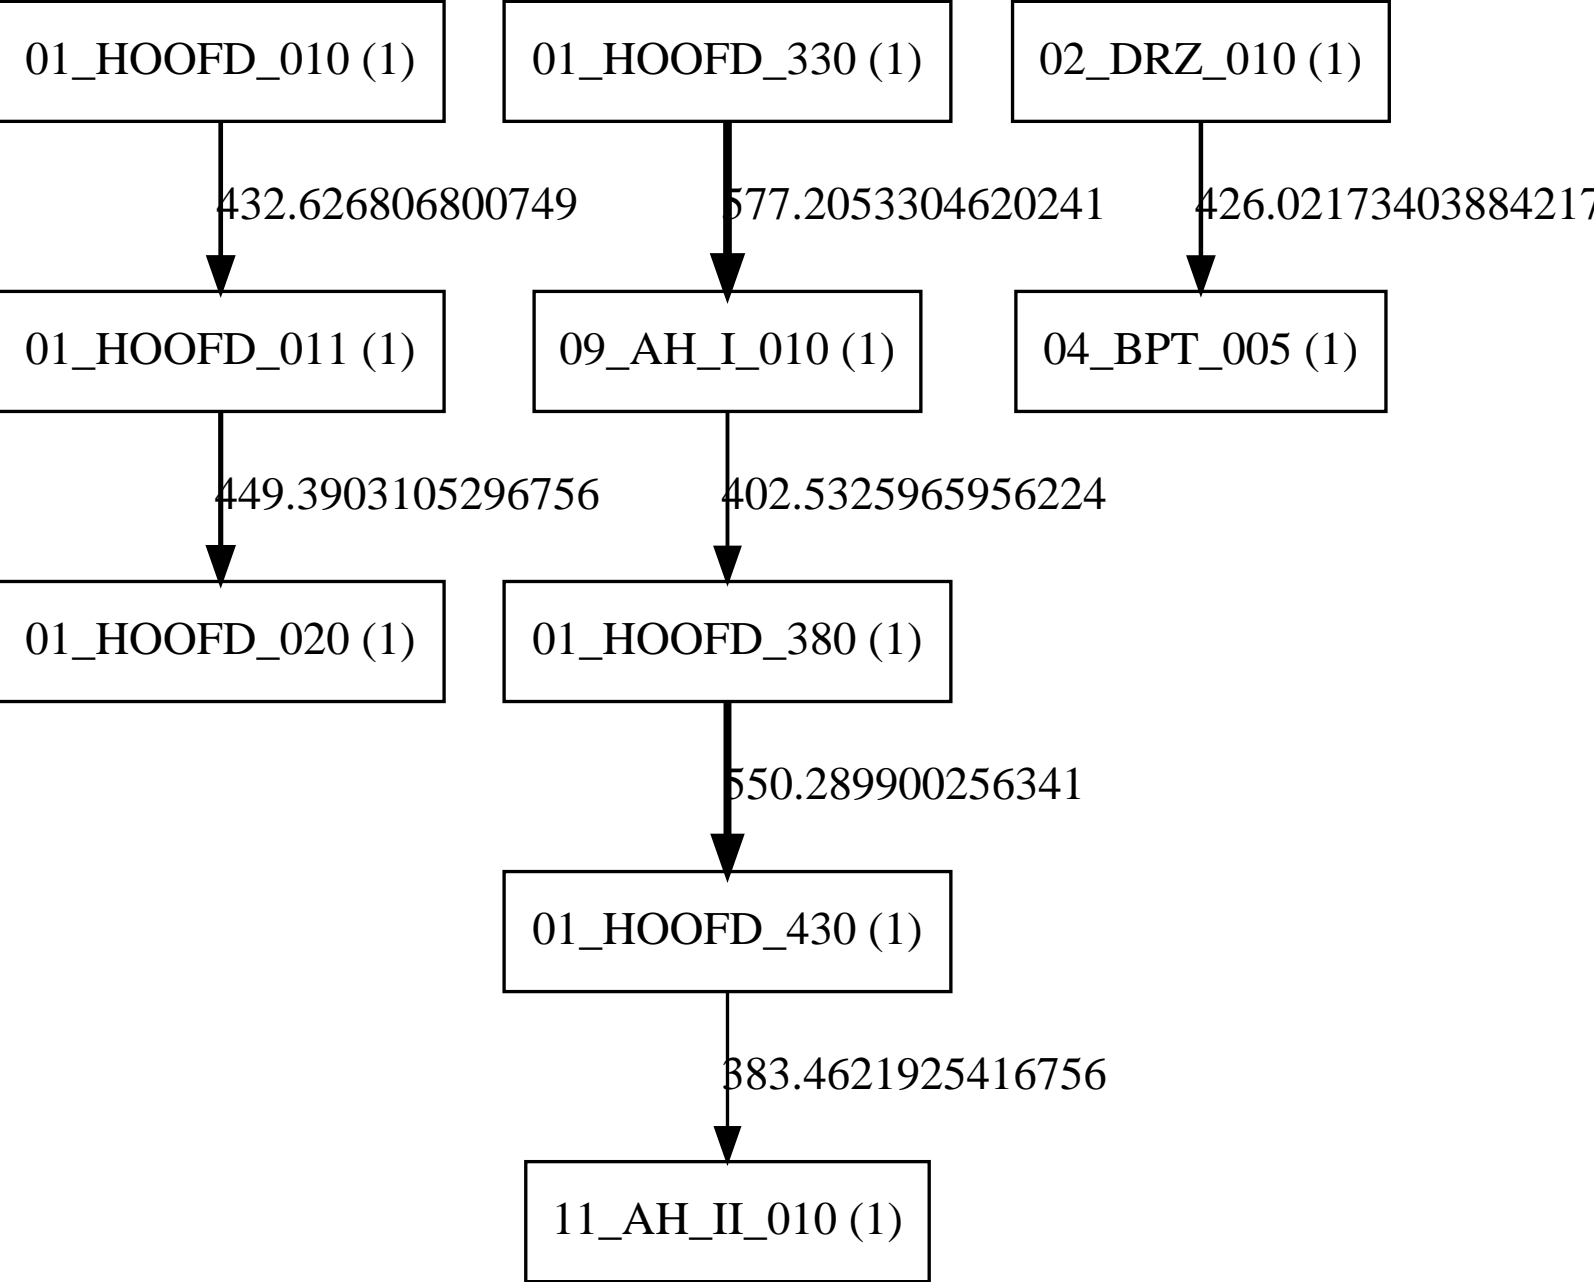 01_HOOFD_010 (1)
01_HOOFD_330 (1)
02_DRZ_010 (1)
432.626806800749
577.2053304620241
426.02173403884217
01_HOOFD_011 (1)
09_AH_I_010 (1)
04_BPT_005 (1)
449.3903105296756
402.5325965956224
01_HOOFD_020 (1)
01_HOOFD_380 (1)
550.289900256341
01_HOOFD_430 (1)
383.4621925416756
11_AH_II_010 (1)